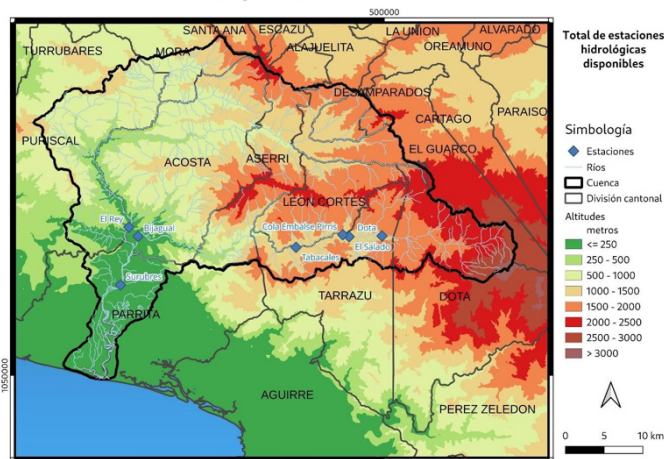 500000
SANTA ANA
ESCAZU
LA UNION
ALVARADO
TURRUBARES
MORA
ALAJUELITA
OREAMUNO
DESAMPARADOS
CARTAGO
PARAISO
PURISCAL
EL GUARCO
ACOSTA
ASERRI
LEON CORTES
El Rey
Bijagual
Cola Embalse Pirris
Dota
El Salado
Tabacales
Surubres
TARRAZU
DOTA
PARRITA
AGUIRRE
PEREZ ZELEDON
1050000
Total de estaciones
hidrológicas
disponibles
Simbología
Estaciones
Ríos
Cuenca
División cantonal
Altitudes
metros
<= 250
250 - 500
500 - 1000
1000 - 1500
1500 - 2000
2000 - 2500
2500 - 3000
> 3000
0 5 10 km